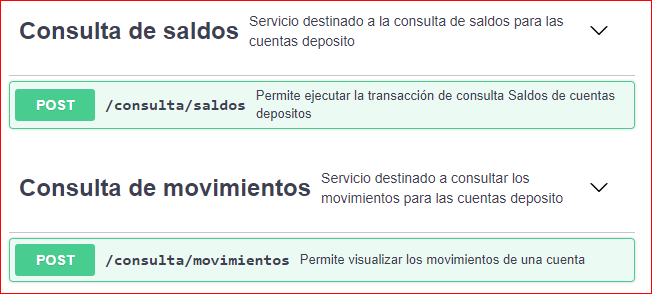 Consulta de saldos
Servicio destinado a la consulta de saldos para las
cuentas deposito
POST
/consulta/saldos
Permite ejecutar la transacción de consulta Saldos de cuentas
depositos
Consulta de movimientos
Servicio destinado a consultar los
movimientos para las cuentas deposito
POST
/consulta/movimientos
Permite visualizar los movimientos de una cuenta